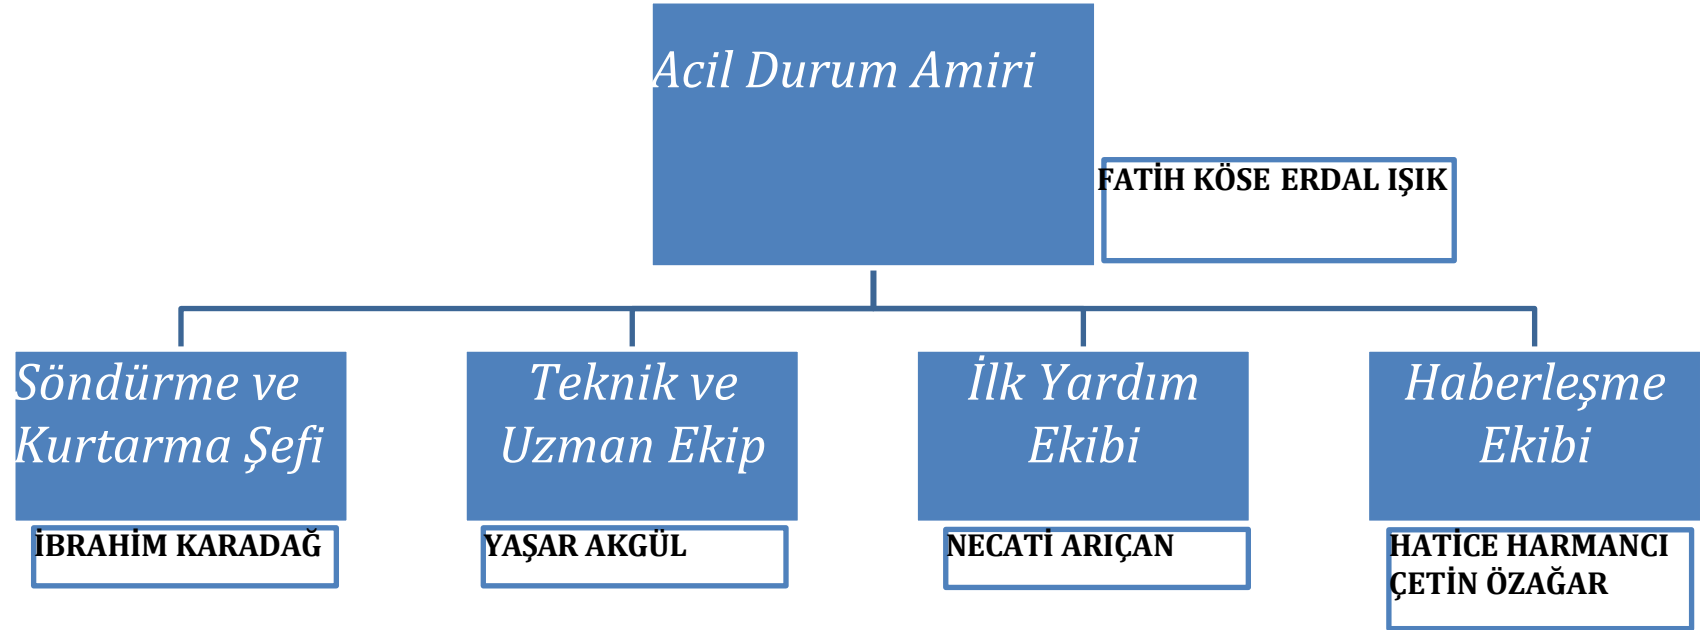 Acil Durum Amiri
FATİH KÖSE ERDAL IŞIK
Söndürme ve
Kurtarma Şefi
İBRAHİM KARADAĞ
Teknik ve
Uzman Ekip
YAŞAR AKGÜL
İlk Yardım
Ekibi
NECATİ ARIÇAN
Haberleşme
Ekibi
HATİCE HARMANCI
ÇETİN ÖZAĞAR